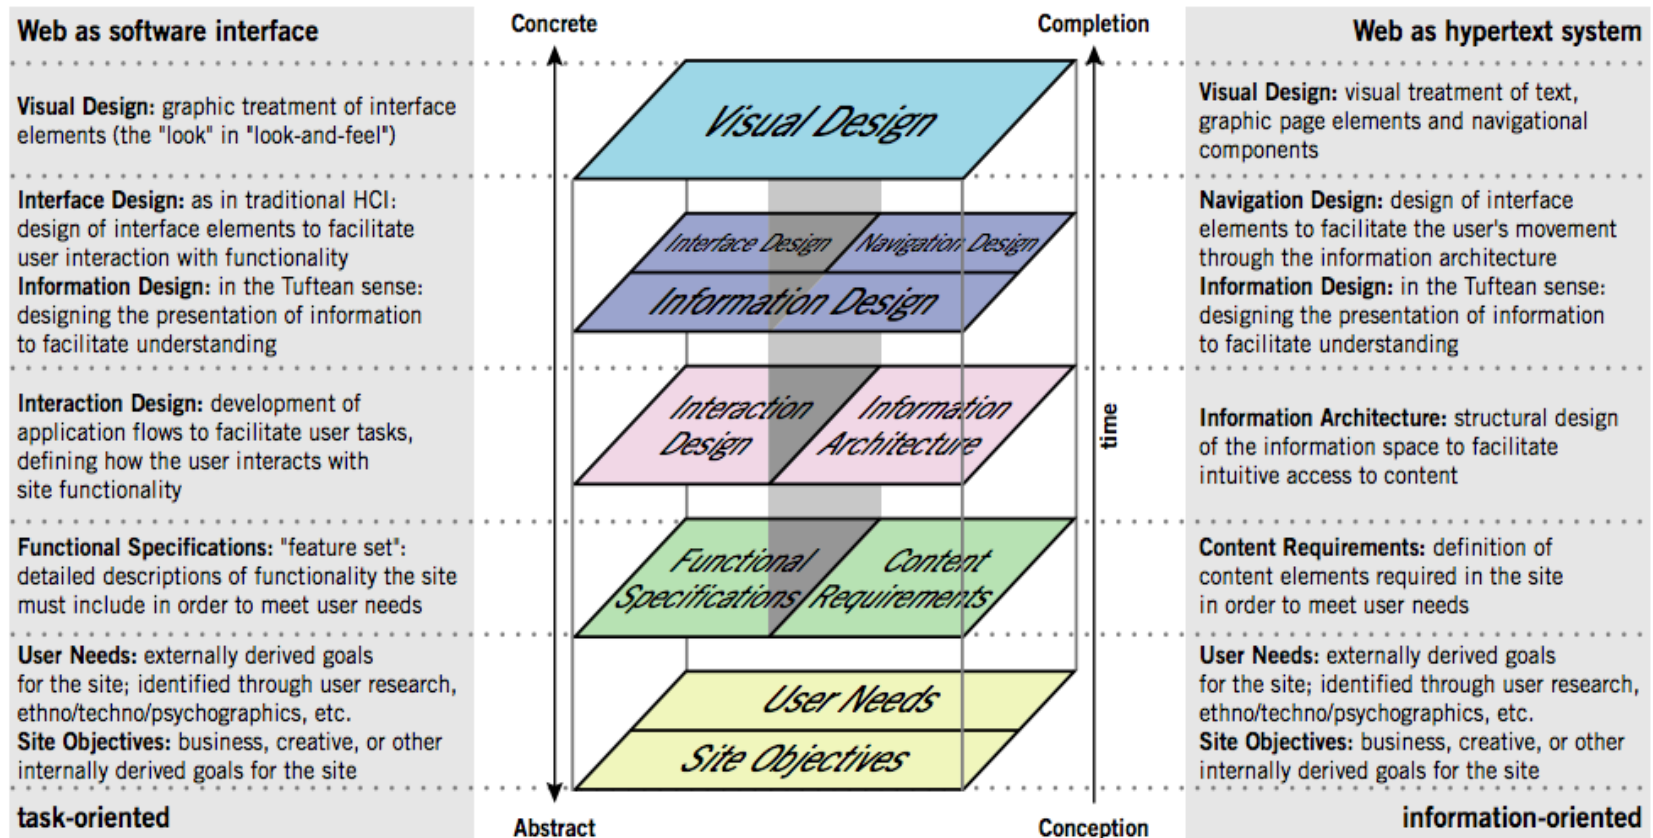 Web as software interface
Visual Design: graphic treatment of interface
elements (the "look" in "look-and-feel")
Interface Design: as in traditional HCI:
design of interface elements to facilitate
user interaction with functionality
Information Design: in the Tuftean sense:
designing the presentation of information
to facilitate understanding
Interaction Design: development of
application flows to facilitate user tasks,
defining how the user interacts with
site functionality
Functional Specifications: "feature set":
detailed descriptions of functionality the site
must include in order to meet user needs
User Needs: externally derived goals
for the site; identified through user research,
ethno/techno/psychographics, etc.
Site Objectives: business, creative, or other
internally derived goals for the site
task-oriented
Concrete
Abstract
Visual Design
Interface Design
Navigation Design
Information Design
Interaction
Design
Information
Architecture
Functional
Specifications
Content
Requirements
User Needs
Site Objectives
Completion
time
Conception
Web as hypertext system
Visual Design: visual treatment of text,
graphic page elements and navigational
components
Navigation Design: design of interface
elements to facilitate the user's movement
through the information architecture
Information Design: in the Tuftean sense:
designing the presentation of information
to facilitate understanding
Information Architecture: structural design
of the information space to facilitate
intuitive access to content
Content Requirements: definition of
content elements required in the site
in order to meet user needs
User Needs: externally derived goals
for the site; identified through user research,
ethno/techno/psychographics, etc.
Site Objectives: business, creative, or other
internally derived goals for the site
information-oriented